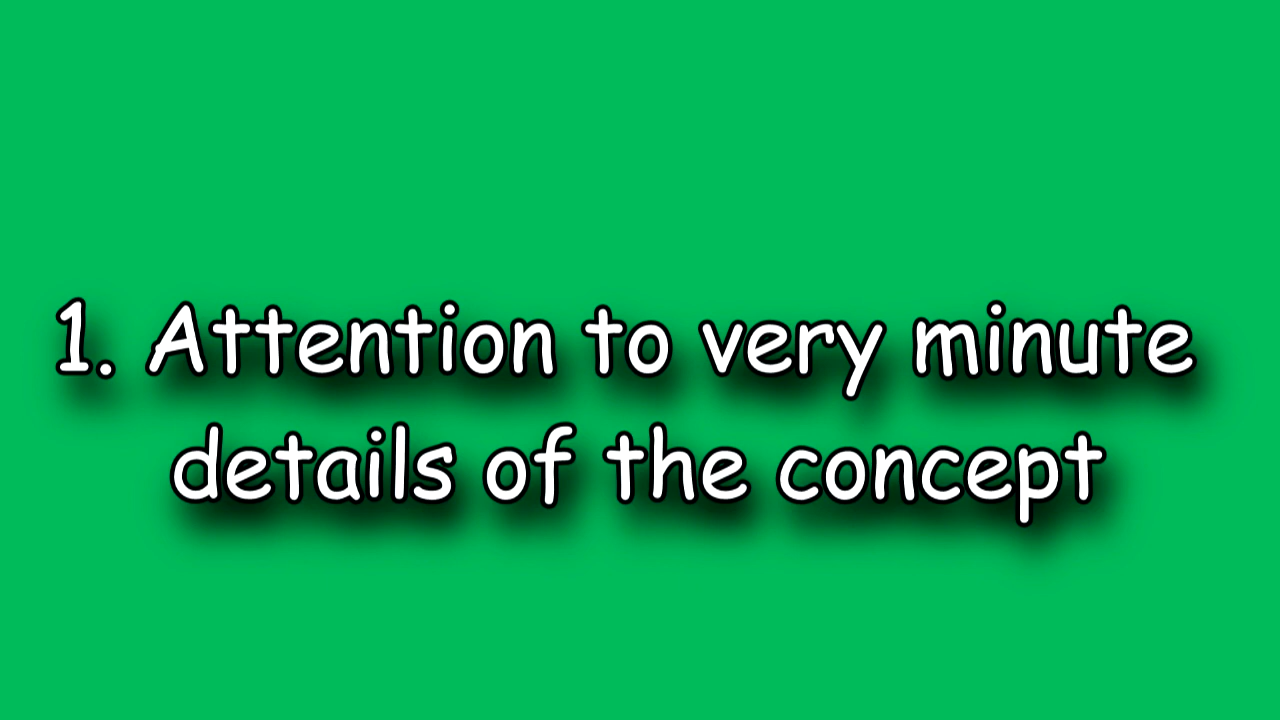 1. Attention to very minute
details of the concept